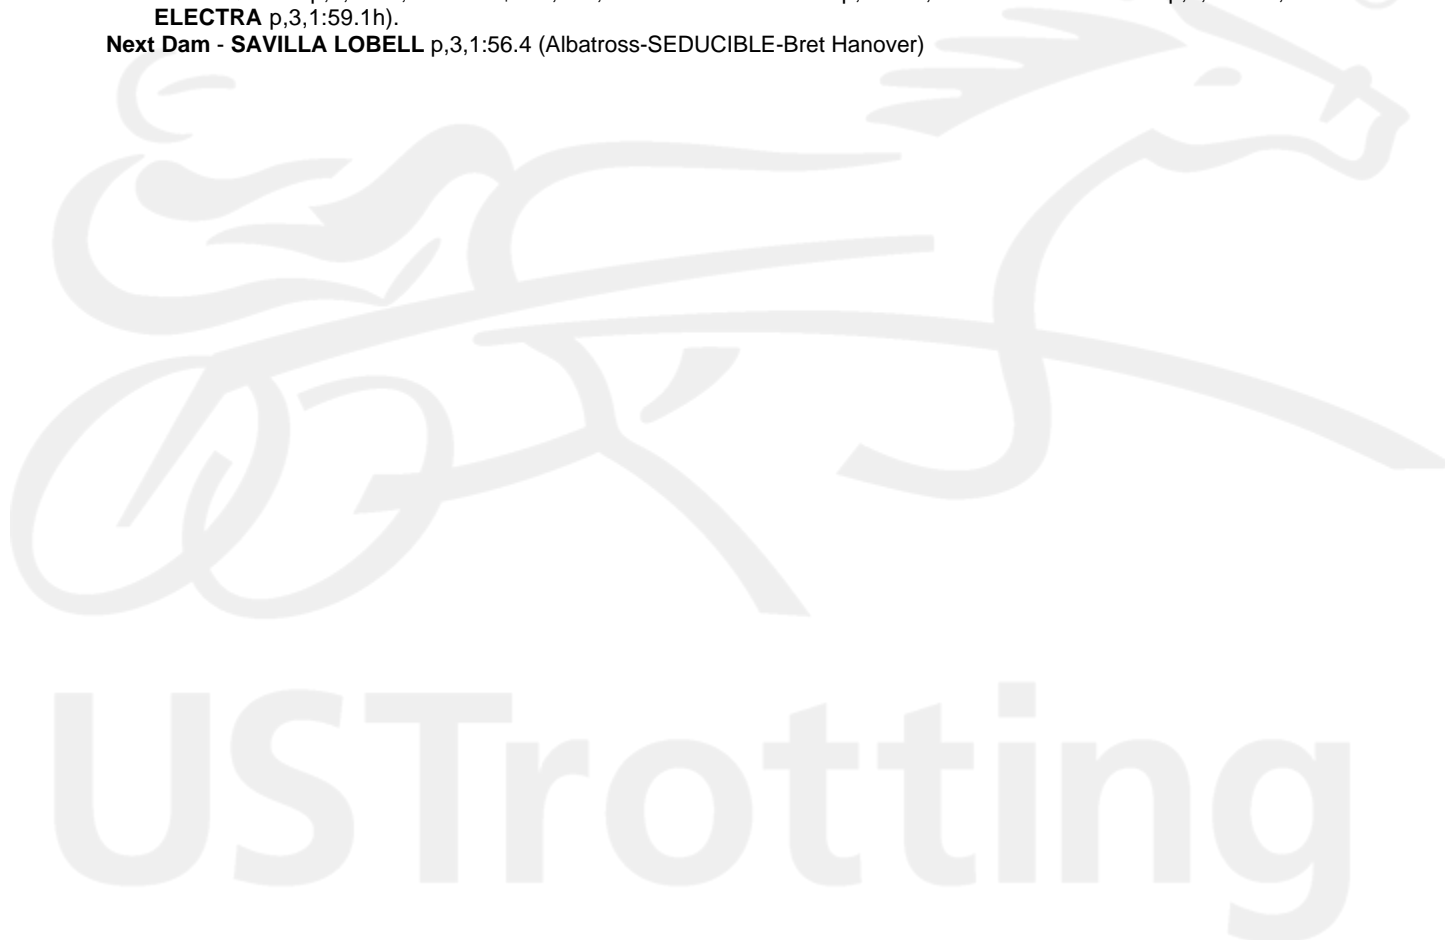 ELECTRA p,3,1:59.1h).
Next Dam - SAVILLA LOBELL p,3,1:56.4 (Albatross-SEDUCIBLE-Bret Hanover)
USTrotting